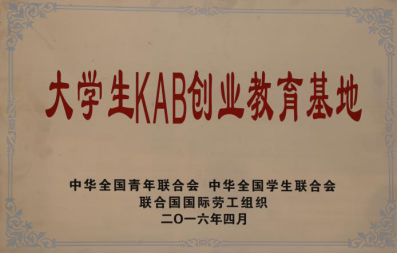 大学生KAB创业教育基地
中华全国青年联合会 中华全国学生联合会
联合国国际劳工组织
二〇一六年四月